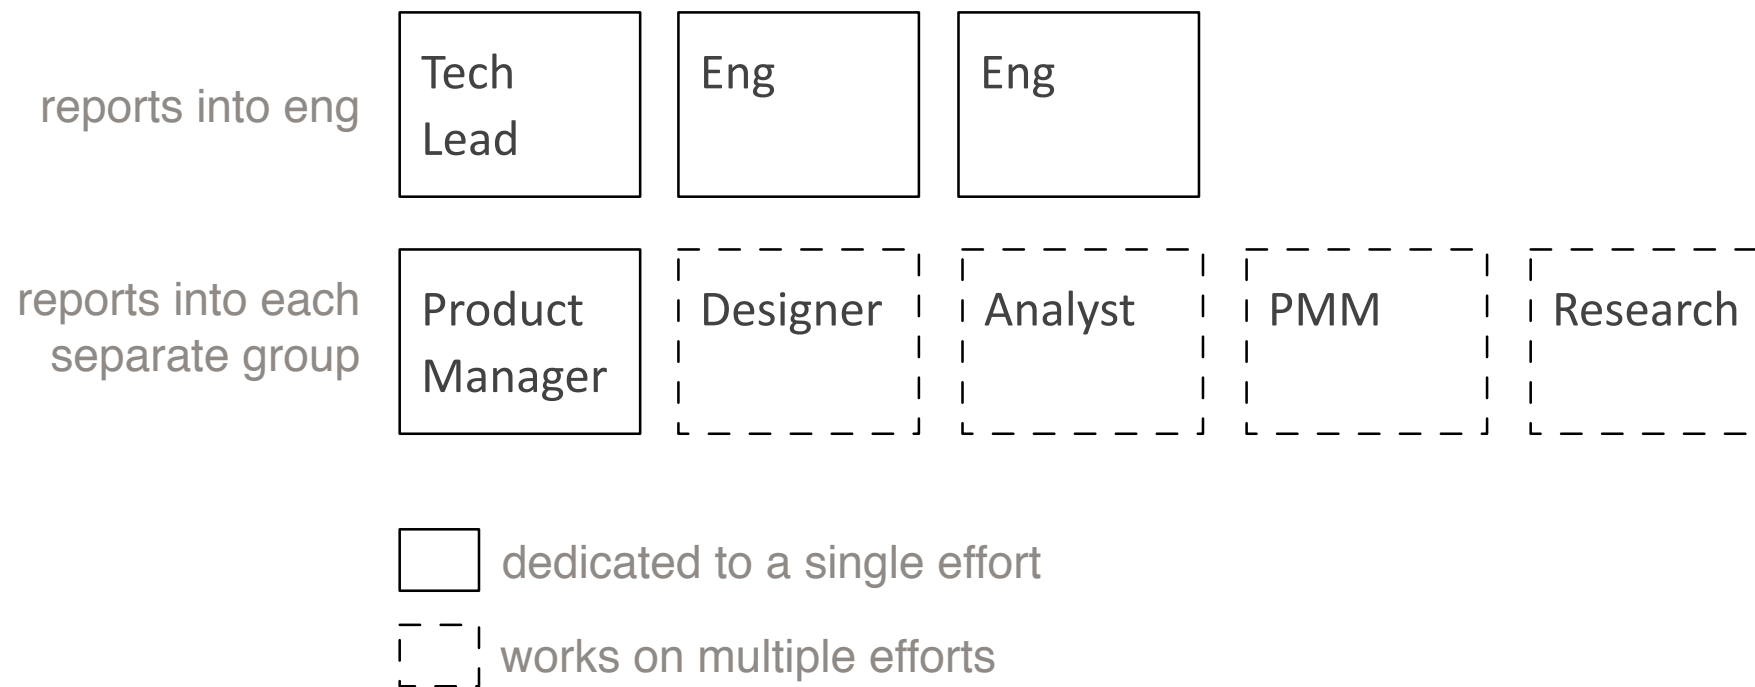 reports into eng
Tech
Lead
Eng
Eng
reports into each
separate group
Product
Manager
Designer
Analyst
PMM
Research
dedicated to a single effort
works on multiple efforts